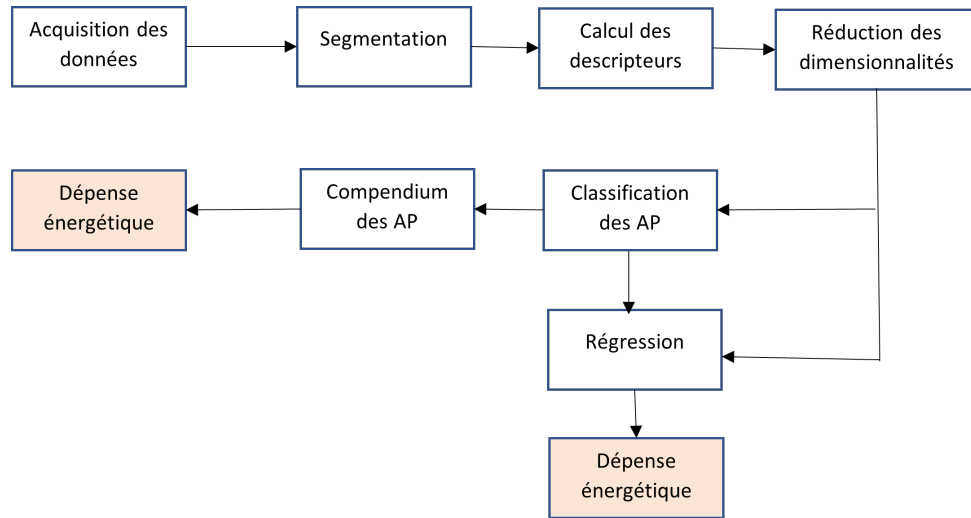 Acquisition des
données
Segmentation
Calcul des
descripteurs
Réduction des
dimensionnalités
Dépense
énergétique
Compendium
des AP
Classification
des AP
Régression
Dépense
énergétique